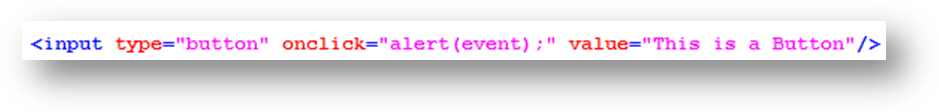 <input type="button" onclick="alert(event);" value="This is a Button"/>